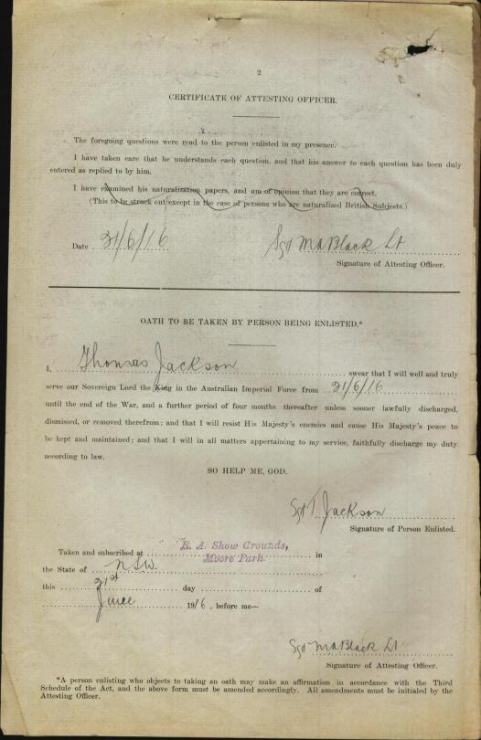 2
CERTIFICATE OF ATTESTING OFFICER.
The foregoing questions were read to the person enlisted in my presence.
I have taken care that he understands each question, and that his answer to each question has been duly
entered as replied to by him.
I have examined his naturalization papers, and am of opinion that they are correct.
(This to be struck out except in the case of persons who are naturalized British Subjects.)
Date 21/6/16 Sgd M A Black Lt
Signature of Attesting Officer.
OATH TO BE TAKEN BY PERSON BEING ENLISTED.*
I, Thomas Jackson swear that I will well and truly
serve our Sovereign Lord the King in the Australian Imperial Force from 21/6/16
until the end of the War, and a further period of four months thereafter unless sooner lawfully discharged,
dismissed, or removed therefrom; and that I will resist His Majesty's enemies and cause His Majesty's peace to
be kept and maintained; and that I will in all matters appertaining to my service, faithfully discharge my duty
according to law.
SO HELP ME, GOD.
Sgd T Jackson
Signature of Person Enlisted.
Taken and subscribed at R. A. Show Grounds, Moore Park. in
the State of N.S.W.
this 21st day of
June 1916, before me—
Sgd M A Black Lt
Signature of Attesting Officer.
*A person enlisting who objects to taking an oath may make an affirmation in accordance with the Third
Schedule of the Act, and the above form must be amended accordingly. All amendments must be initialed by the
Attesting Officer.